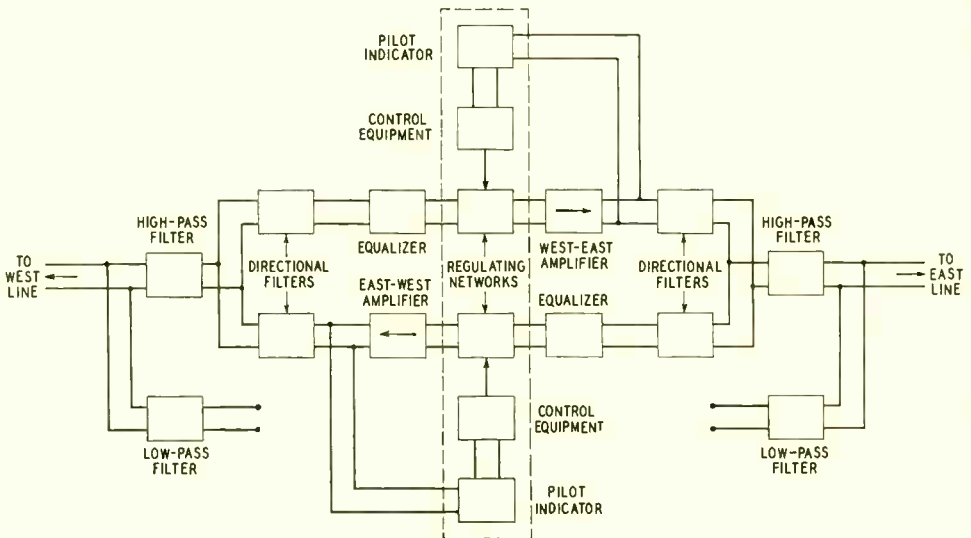 PILOT
INDICATOR
CONTROL
EQUIPMENT
HIGH-PASS
FILTER
EQUALIZER
WEST-EAST
AMPLIFIER
HIGH-PASS
FILTER
TO
WEST
LINE
DIRECTIONAL
FILTERS
EAST-WEST
AMPLIFIER
REGULATING
NETWORKS
EQUALIZER
DIRECTIONAL
FILTERS
TO
EAST
LINE
LOW-PASS
FILTER
CONTROL
EQUIPMENT
LOW-PASS
FILTER
PILOT
INDICATOR